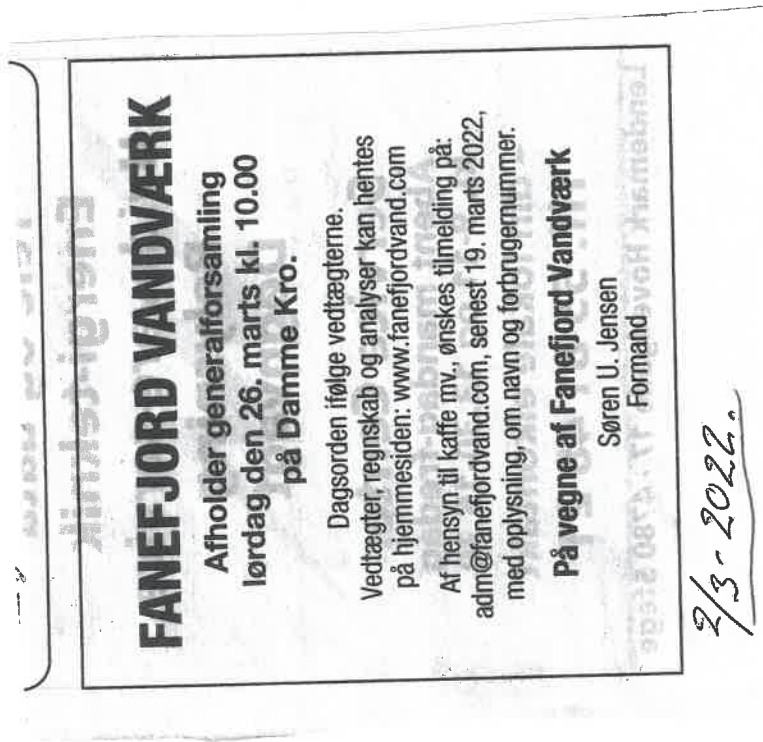 FANEFJORD VANDVÆRK
Afholder generalforsamling
lørdag den 26. marts kl. 10.00
på Damme Kro.
Dagsorden ifølge vedtægterne.
Vedtægter, regnskab og analyser kan hentes
på hjemmesiden: www.fanefjordvand.com
Af hensyn til kaffe mv., ønskes tilmelding på:
adm@fanefjordvand.com, senest 19. marts 2022,
med oplysning, om navn og forbrugernummer.
På vegne af Fanefjord Vandværk
Søren U. Jensen
Formand
2/3-2022.